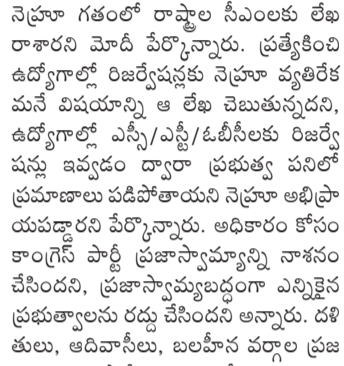 నెహ్రూ గతంలో రాష్ట్రాల సీఎంలకు లేఖ
రాశారని మోదీ పేర్కొన్నారు. ప్రత్యేకించి
ఉద్యోగాల్లో రిజర్వేషన్లకు నెహ్రూ వ్యతిరేక
మనే విషయాన్ని ఆ లేఖ చెబుతున్నదని,
ఉద్యోగాల్లో ఎస్సీ/ఎస్టీ/ఓబీసీలకు రిజర్వే
షన్లు ఇవ్వడం ద్వారా ప్రభుత్వ పనిలో
ప్రమాణాలు పడిపోతాయని నెహ్రూ అభిప్రా
యపడ్డారని పేర్కొన్నారు. అధికారం కోసం
కాంగ్రెస్ పార్టీ ప్రజాస్వామ్యాన్ని నాశనం
చేసిందని, ప్రజాస్వామ్యబద్ధంగా ఎన్నికైన
ప్రభుత్వాలను రద్దు చేసిందని అన్నారు. దళి
తులు, ఆదివాసీలు, బలహీన వర్గాల ప్రజ